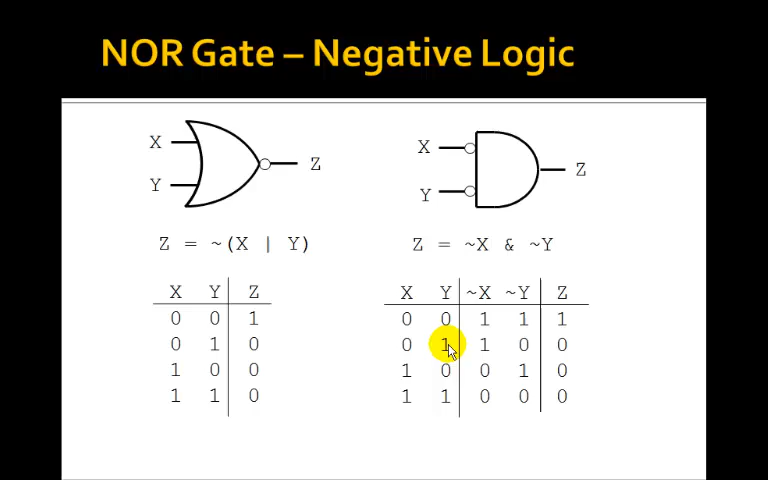 NOR Gate – Negative Logic
X
Y
Z
X
Y
Z
Z = ~(X | Y)
Z = ~X & ~Y
X Y Z
0 0 1
0 1 0
1 0 0
1 1 0
X Y ~X ~Y Z
0 0 1 1 1
0 1 1 0 0
1 0 0 1 0
1 1 0 0 0